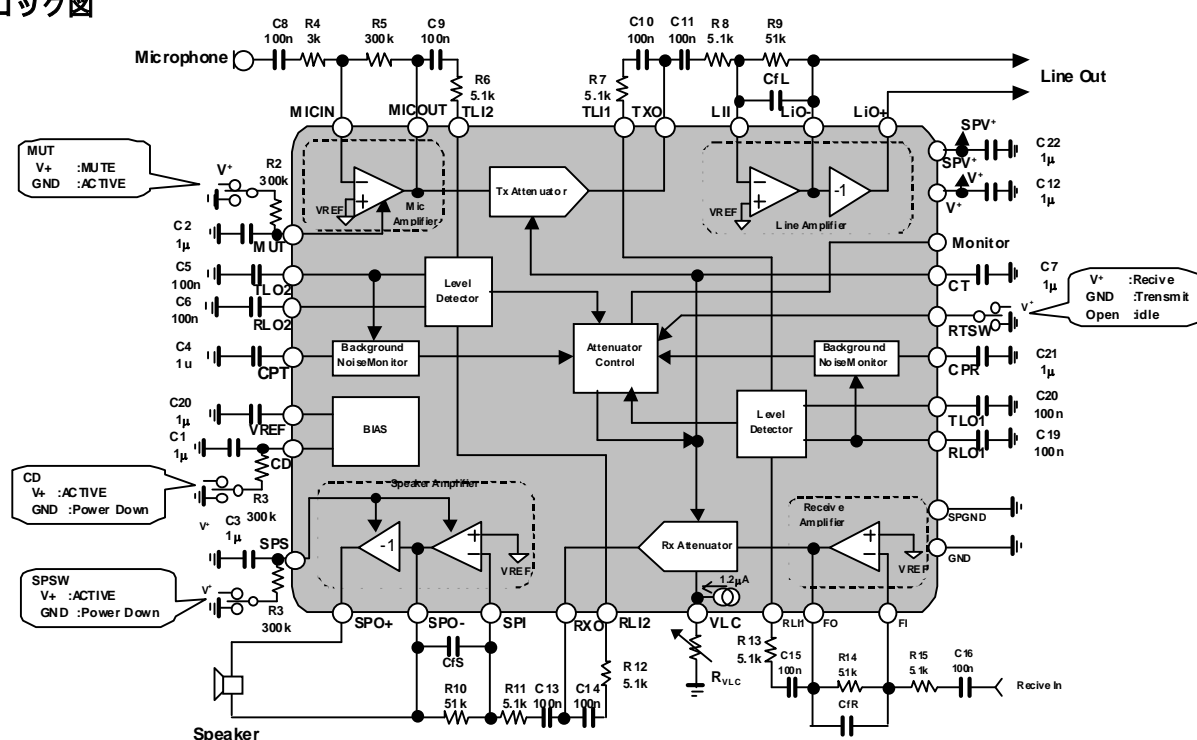 ロック図
C8
100n
R4
3k
R5
300k
C9
100n
Microphone
R6
5.1k
C10
100n
C11
100n
R8
5.1k
R9
51k
R7
5.1k
CfL
Line Out
MICIN
MICOUT
TLI2
TLI1
TXO
LII
LiO-
LiO+
MUT
V+ :MUTE
GND :ACTIVE
V+
R2
300k
C2
1µ
MUT
C5
100n
TLO2
C6
100n
RLO2
C4
1u
CPT
C20
1µ
VREF
C1
1µ
CD
CD
V+ :ACTIVE
GND :Power Down
R3
300k
V+
C3
1µ
SPS
SPSW
V+ :ACTIVE
GND :Power Down
V+
R3
300k
VREF
Mic
Amplifier
Tx Attenuator
VREF
-1
Line Amplifier
Level
Detector
Background
NoiseMonitor
Attenuator
Control
Background
NoiseMonitor
BIAS
Level
Detector
Speaker Amplifier
-1
VREF
Rx Attenuator
Receive
Amplifier
VREF
1.2µA
SPV+
SPV+
C22
1µ
V+
V+
C12
1µ
Monitor
CT
C7
1µ
V+ :Recive
GND :Trensmit
Open :idle
V+
RTSW
CPR
C21
1µ
TLO1
C20
100n
RLO1
C19
100n
SPGND
GND
SPO+
SPO-
SPI
RXO
RLI2
VLC
RLI1
FO
FI
CfS
R10
51k
R11
5.1k
C13
100n
C14
100n
R12
5.1k
RVLC
R13
5.1k
C15
100n
R14
51k
CfR
R15
5.1k
C16
100n
Recive In
Speaker